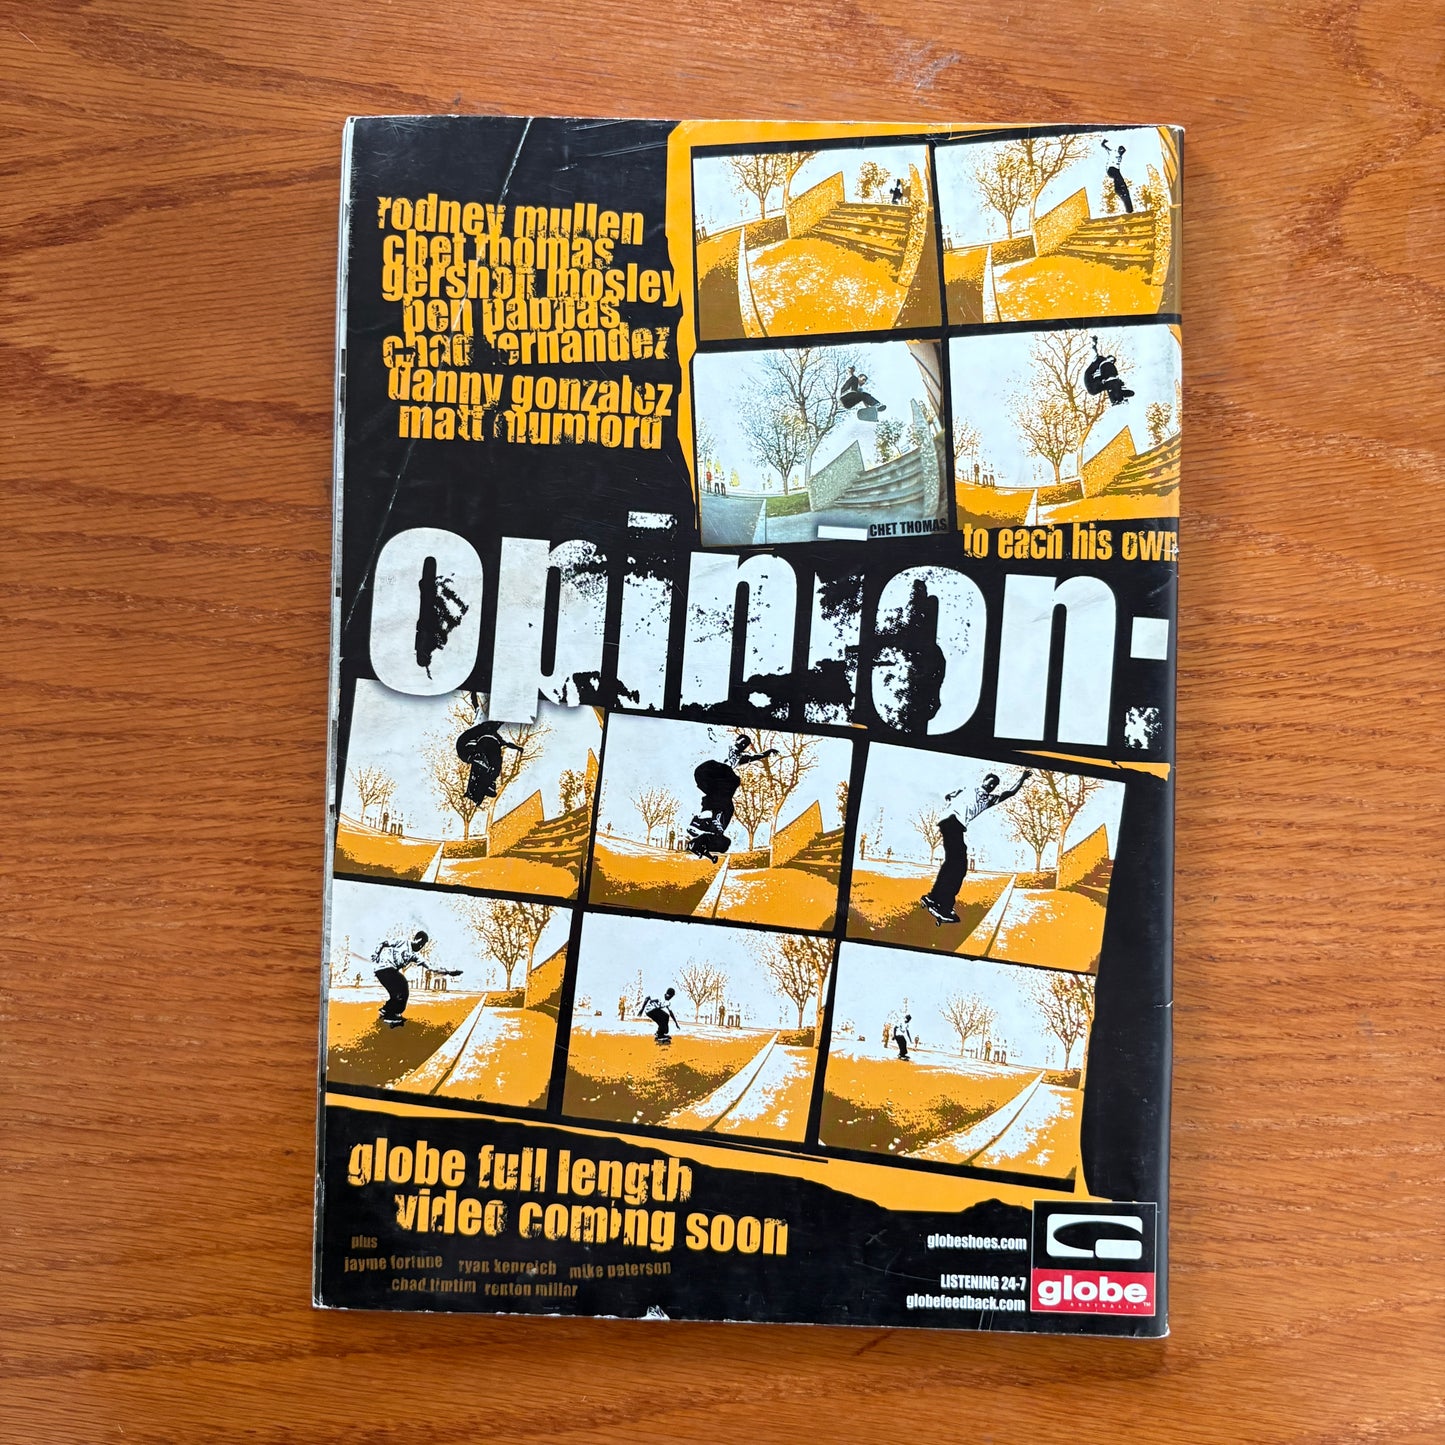 rodney mullen
chet thomas
gershon mosley
ben pappas
chad fernandez
danny gonzalez
matt mumford
CHET THOMAS
to each his own
opinion:
globe full length
video coming soon
plus
jayme fortune ryan kenreich mike peterson
chad timtim renton millar
globeshoes.com
LISTENING 24-7
globefeedback.com
globe
AUSTRALIA
TM